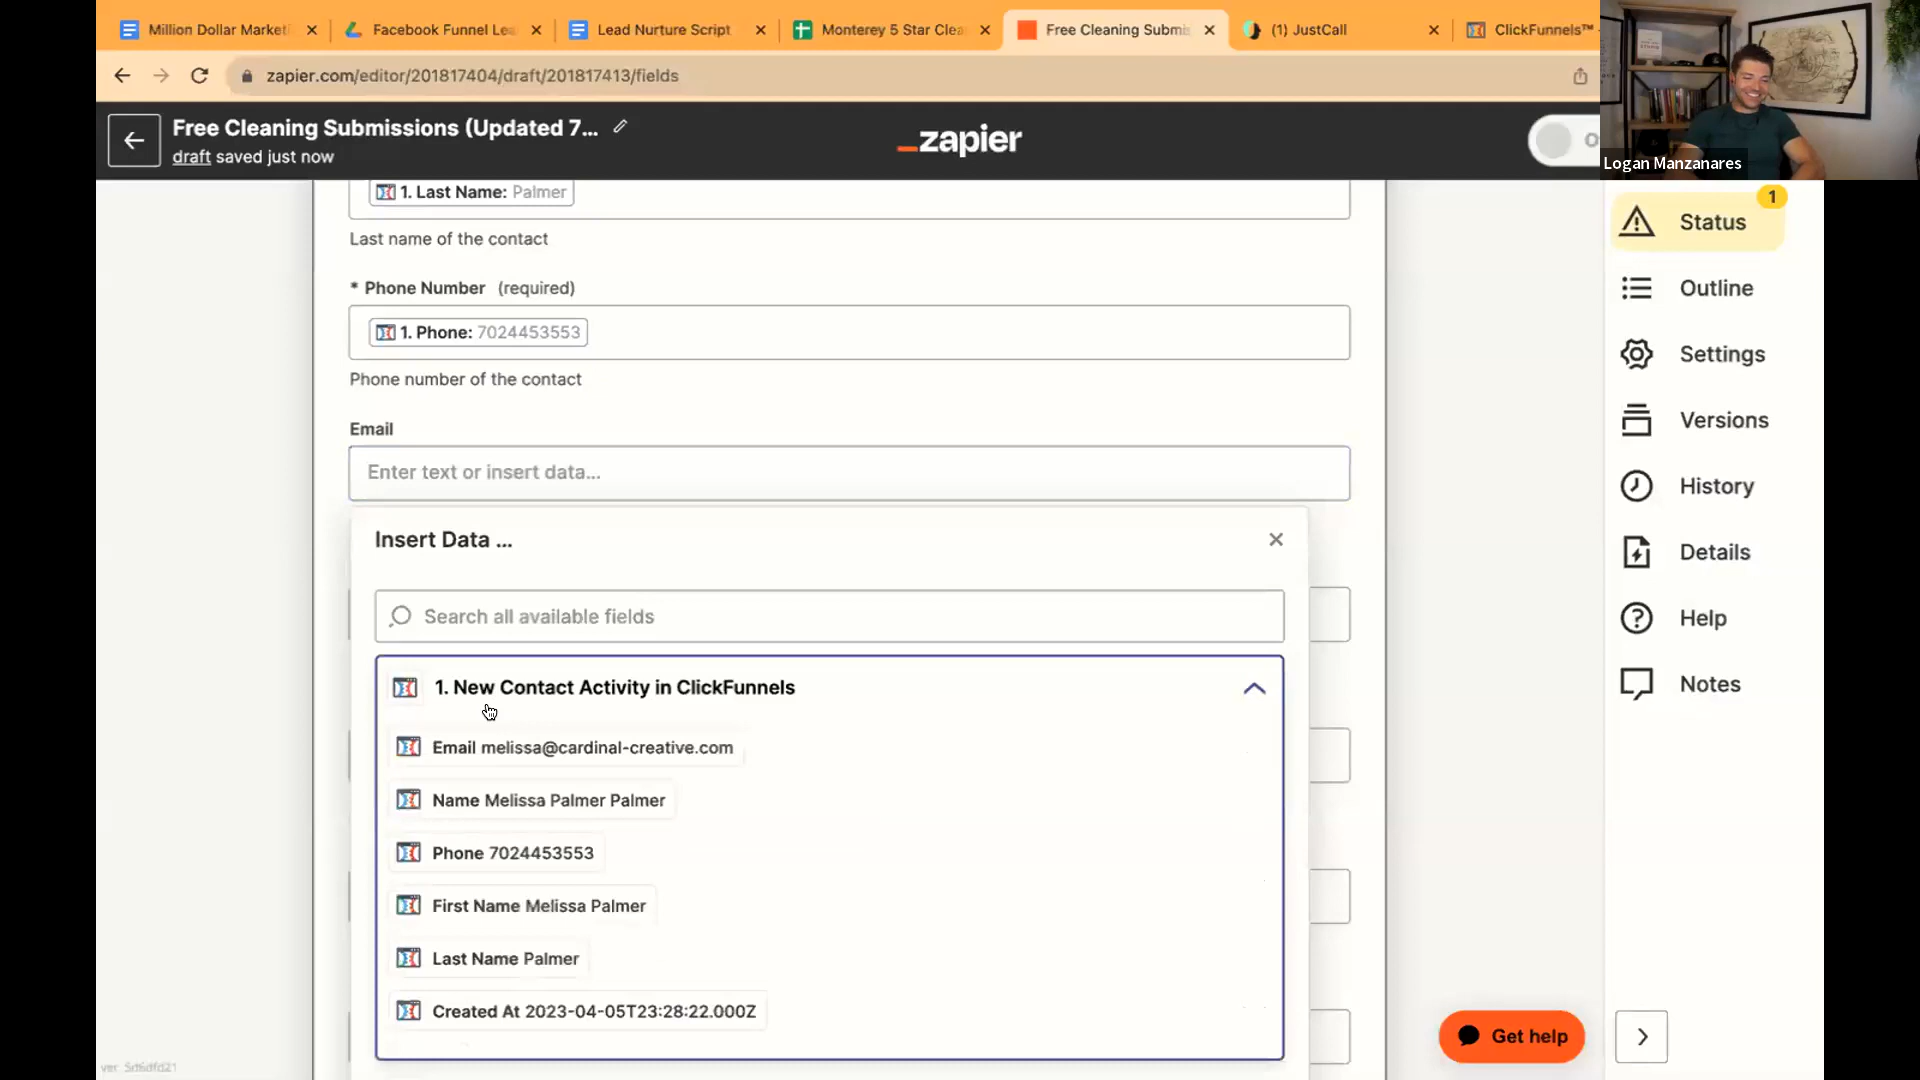 Million Dollar Marketi
Facebook Funnel Lea
Lead Nurture Script
Monterey 5 Star Clea
Free Cleaning Submis
(1) JustCall
ClickFunnels™
zapier.com/editor/201817404/draft/201817413/fields
Free Cleaning Submissions (Updated 7...
draft saved just now
zapier
Logan Manzanares
1. Last Name: Palmer
Last name of the contact
* Phone Number (required)
1. Phone: 7024453553
Phone number of the contact
Email
Enter text or insert data...
Insert Data ...
Search all available fields
1. New Contact Activity in ClickFunnels
Email melissa@cardinal-creative.com
Name Melissa Palmer Palmer
Phone 7024453553
First Name Melissa Palmer
Last Name Palmer
Created At 2023-04-05T23:28:22.000Z
1
Status
Outline
Settings
Versions
History
Details
Help
Notes
Get help
ver. 5d6dfd21